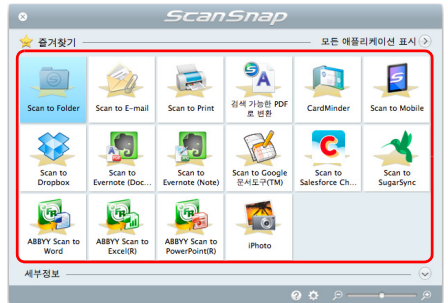 ScanSnap
즐겨찾기
모든 애플리케이션 표시
Scan to Folder
Scan to E-mail
Scan to Print
검색 가능한 PDF
로 변환
CardMinder
Scan to Mobile
Scan to
Dropbox
Scan to
Evernote (Doc...
Scan to
Evernote (Note)
Scan to Google
문서도구(TM)
Scan to
Salesforce Ch...
Scan to
SugarSync
ABBYY Scan to
Word
ABBYY Scan to
Excel(R)
ABBYY Scan to
PowerPoint(R)
iPhoto
세부정보